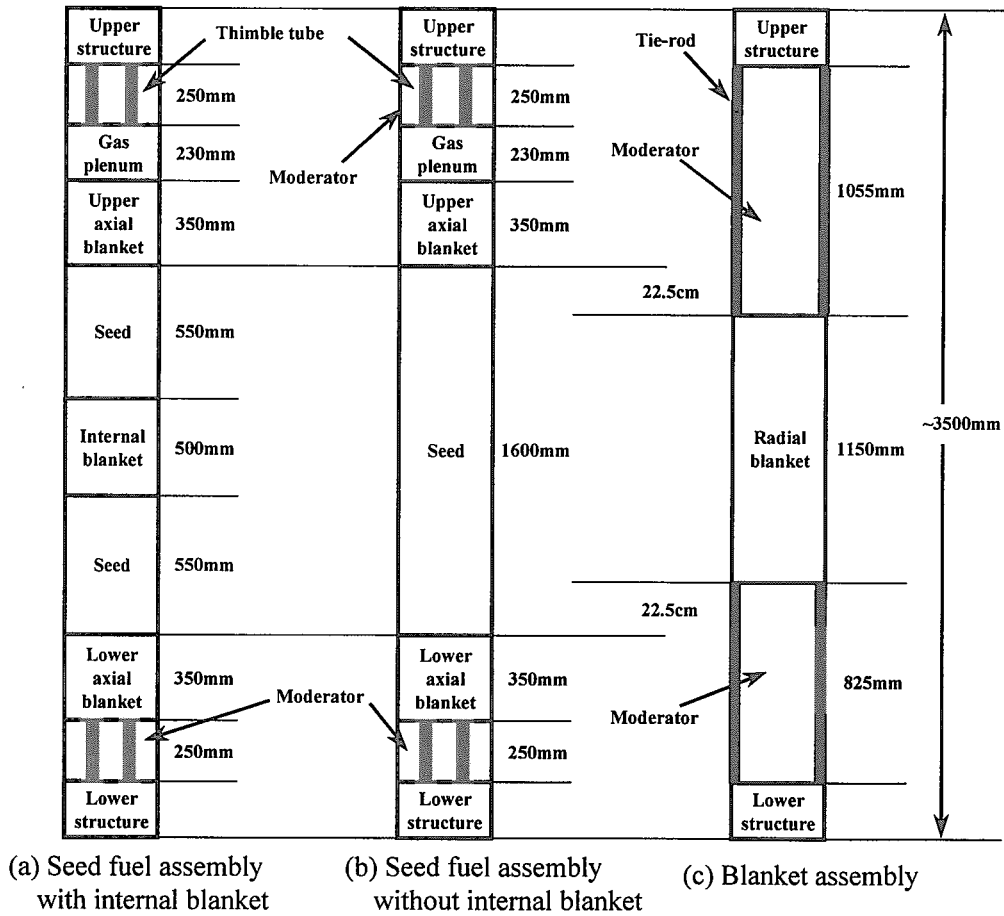 Upper
structure
Thimble tube
250mm
Gas
plenum
230mm
Moderator
Upper
axial
blanket
350mm
Seed
550mm
Internal
blanket
500mm
Seed
550mm
Lower
axial
blanket
350mm
Moderator
250mm
Lower
structure
(a) Seed fuel assembly
with internal blanket
Upper
structure
250mm
Gas
plenum
230mm
Upper
axial
blanket
350mm
Seed
1600mm
Lower
axial
blanket
350mm
250mm
Lower
structure
(b) Seed fuel assembly
without internal blanket
Upper
structure
Tie-rod
Moderator
1055mm
22.5cm
Radial
blanket
1150mm
~3500mm
22.5cm
825mm
Moderator
Lower
structure
(c) Blanket assembly